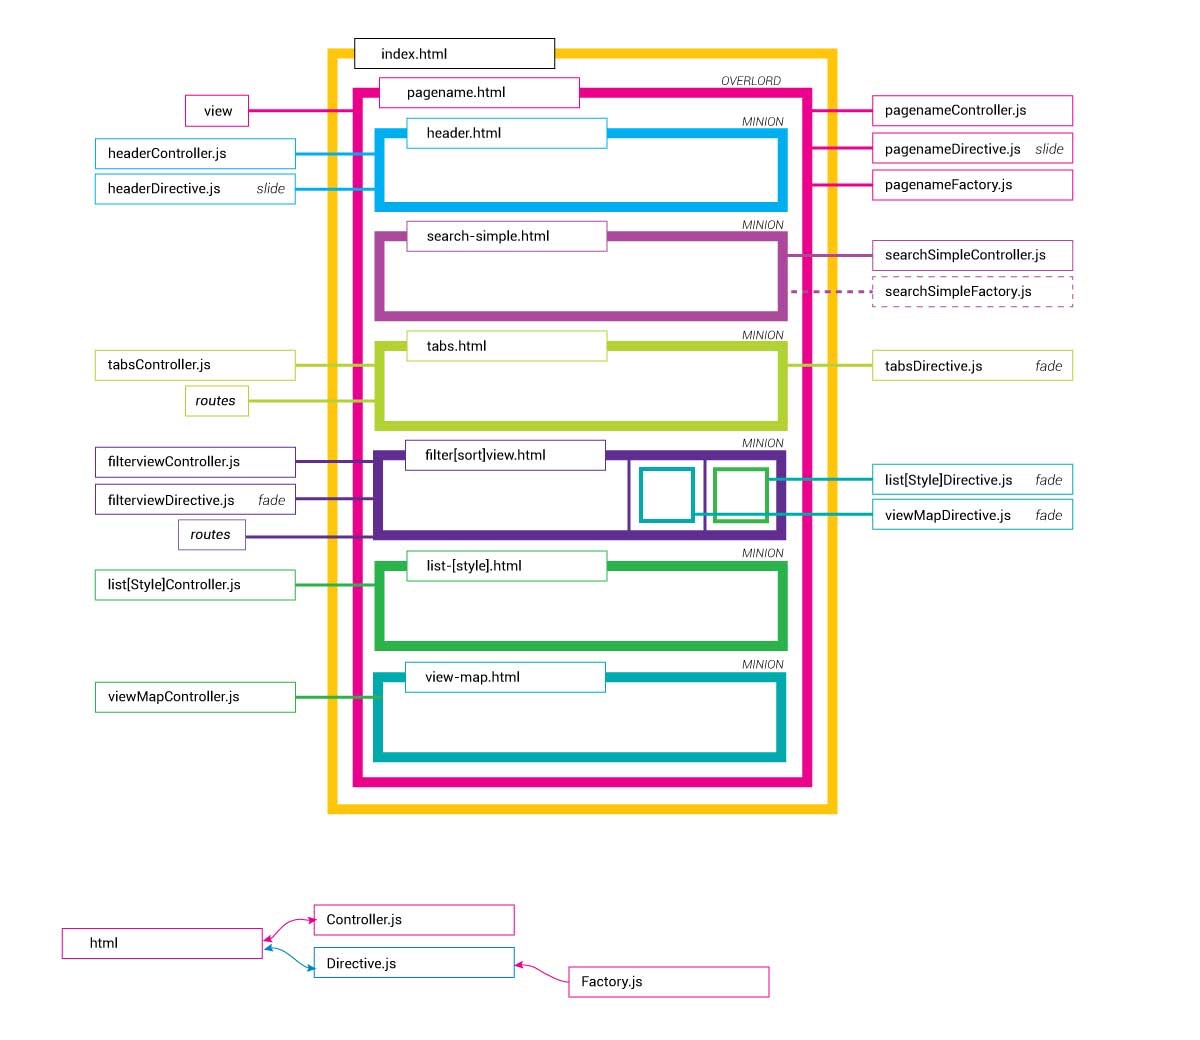 index.html
OVERLORD
pagename.html
view
pagenameController.js
MINION
header.html
headerController.js
pagenameDirective.js slide
headerDirective.js slide
pagenameFactory.js
MINION
search-simple.html
searchSimpleController.js
searchSimpleFactory.js
MINION
tabs.html
tabsController.js
tabsDirective.js fade
routes
MINION
filter[sort]view.html
filterviewController.js
list[Style]Directive.js fade
filterviewDirective.js fade
viewMapDirective.js fade
routes
MINION
list-[style].html
list[Style]Controller.js
MINION
view-map.html
viewMapController.js
Controller.js
html
Directive.js
Factory.js